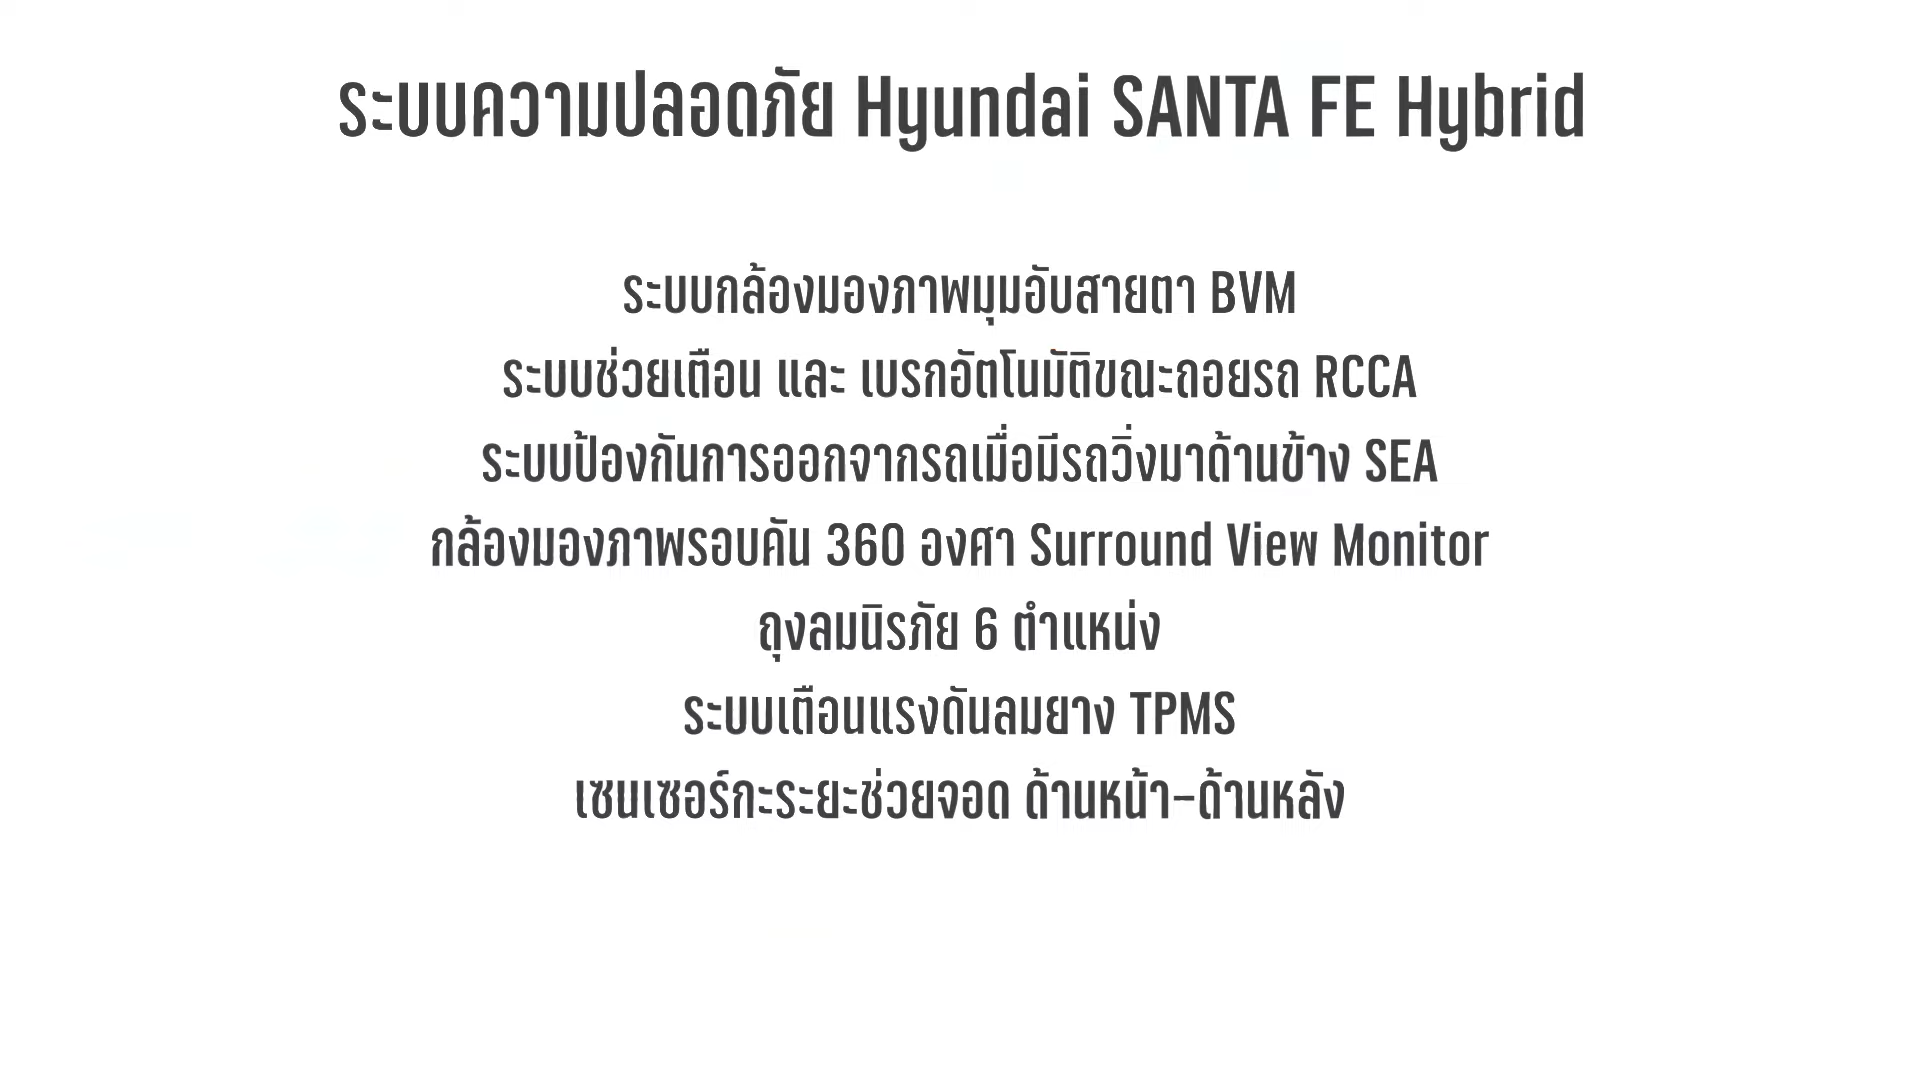 ระบบความปลอดภัย Hyundai SANTA FE Hybrid
ระบบกล้องมองภาพมุมอับสายตา BVM
ระบบช่วยเตือน และ เบรกอัตโนมัติขณะถอยรถ RCCA
ระบบป้องกันการออกจากรถเมื่อมีรถวิ่งมาด้านข้าง SEA
กล้องมองภาพรอบคัน 360 องศา Surround View Monitor
ถุงลมนิรภัย 6 ตำแหน่ง
ระบบเตือนแรงดันลมยาง TPMS
เซนเซอร์กะระยะช่วยจอด ด้านหน้า-ด้านหลัง